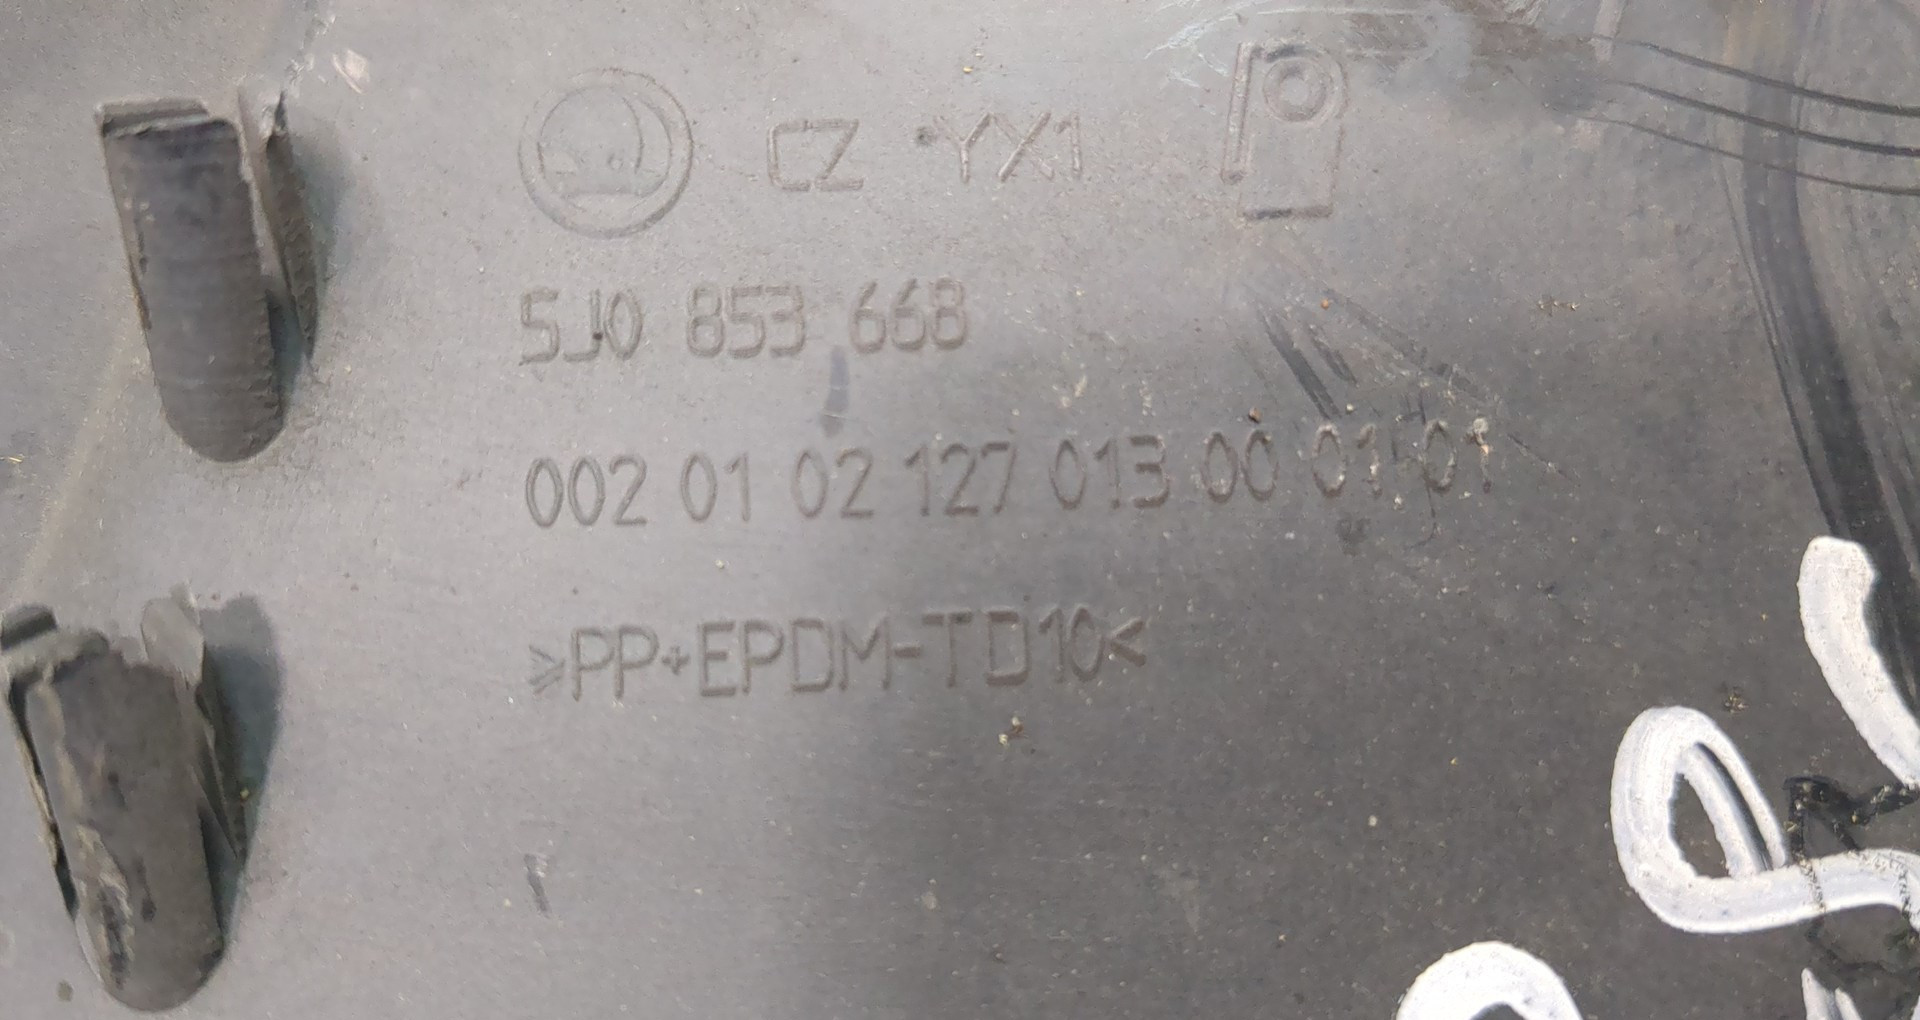 CZ YX1
5J0 853 668
002 01 02 127 013 00 01 01
>PP+EPDM-TD10<